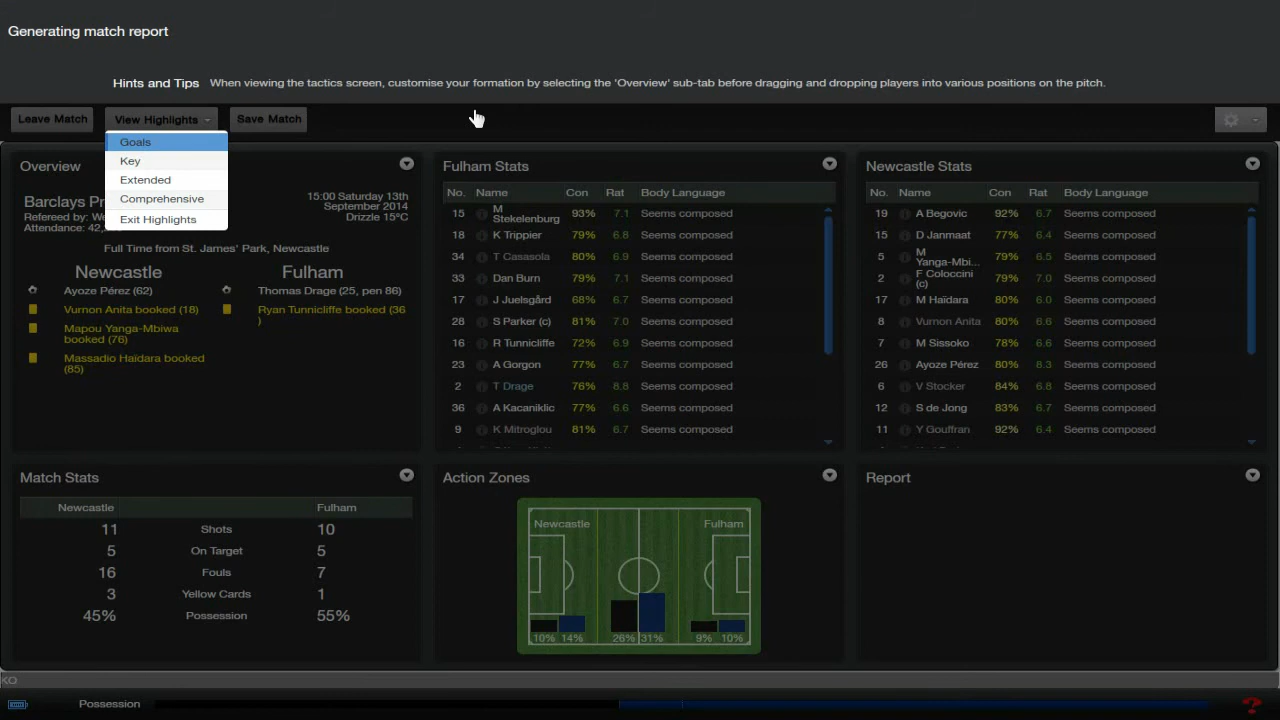 Generating match report
Hints and Tips When viewing the tactics screen, customise your formation by selecting the 'Overview' sub-tab before dragging and dropping players into various positions on the pitch.
Leave Match View Highlights Save Match
Goals
Key
Extended
Comprehensive
Exit Highlights
Overview
Barclays Pr
Refereed by: We
Attendance: 42,
15:00 Saturday 13th
September 2014
Drizzle 15°C
Full Time from St. James' Park, Newcastle
Newcastle Fulham
Ayoze Pérez (62) Thomas Drage (25, pen 86)
Vurnon Anita booked (18) Ryan Tunnicliffe booked (36
)
Mapou Yanga-Mbiwa
booked (76)
Massadio Haïdara booked
(85)
Fulham Stats
No. Name Con Rat Body Language
15 M Stekelenburg 93% 7.1 Seems composed
18 K Trippier 79% 6.8 Seems composed
34 T Casasola 80% 6.9 Seems composed
33 Dan Burn 79% 7.1 Seems composed
17 J Juelsgård 68% 6.7 Seems composed
28 S Parker (c) 81% 7.0 Seems composed
16 R Tunnicliffe 72% 6.9 Seems composed
23 A Gorgon 77% 6.7 Seems composed
2 T Drage 76% 8.8 Seems composed
36 A Kacaniklic 77% 6.6 Seems composed
9 K Mitroglou 81% 6.7 Seems composed
Newcastle Stats
No. Name Con Rat Body Language
19 A Begovic 92% 6.7 Seems composed
15 D Janmaat 77% 6.4 Seems composed
5 M Yanga-Mbi... 79% 6.5 Seems composed
2 F Coloccini (c) 79% 7.0 Seems composed
17 M Haïdara 80% 6.0 Seems composed
8 Vurnon Anita 80% 6.6 Seems composed
7 M Sissoko 78% 6.6 Seems composed
26 Ayoze Pérez 80% 8.3 Seems composed
6 V Stocker 84% 6.8 Seems composed
12 S de Jong 83% 6.7 Seems composed
11 Y Gouffran 92% 6.4 Seems composed
Match Stats
Newcastle Fulham
11 Shots 10
5 On Target 5
16 Fouls 7
3 Yellow Cards 1
45% Possession 55%
Action Zones
Newcastle Fulham
10% 14% 26% 31% 9% 10%
Report
KO
Possession